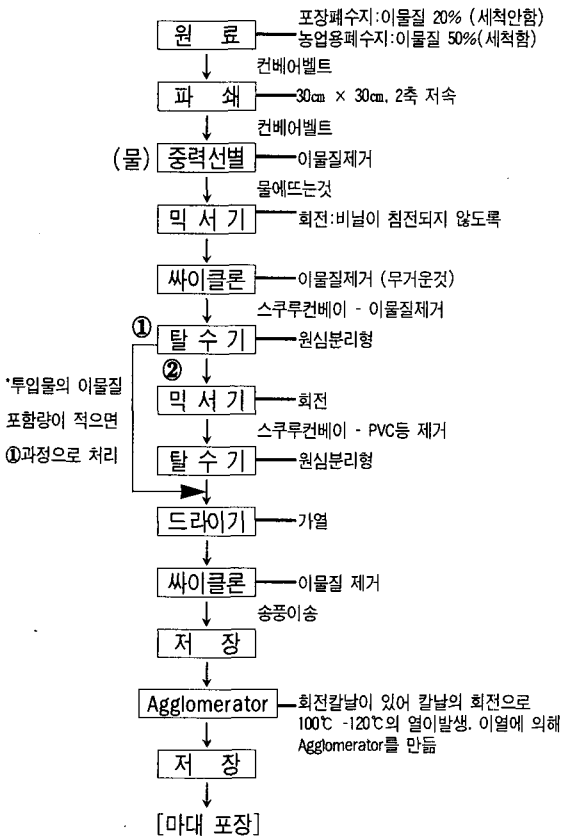 포장폐수지:이물질 20% (세척안함)
원 료
농업용폐수지:이물질 50%(세척함)
컨베어벨트
파 쇄
30㎝ × 30㎝, 2축 저속
컨베어벨트
(물) 중력선별 이물질제거
물에뜨는것
믹 서 기 회전:비닐이 침전되지 않도록
싸이클론 이물질제거 (무거운것)
스쿠루컨베이 - 이물질제거
①
탈 수 기 원심분리형
②
*투입물의 이물질
포함량이 적으면
①과정으로 처리
믹 서 기 회전
스쿠루컨베이 - PVC등 제거
탈 수 기 원심분리형
드라이기 가열
싸이클론 이물질 제거
송풍이송
저 장
Agglomerator
회전칼날이 있어 칼날의 회전으로
100℃ -120℃의 열이발생. 이열에 의해
Agglomerator를 만듦
저 장
[마대 포장]